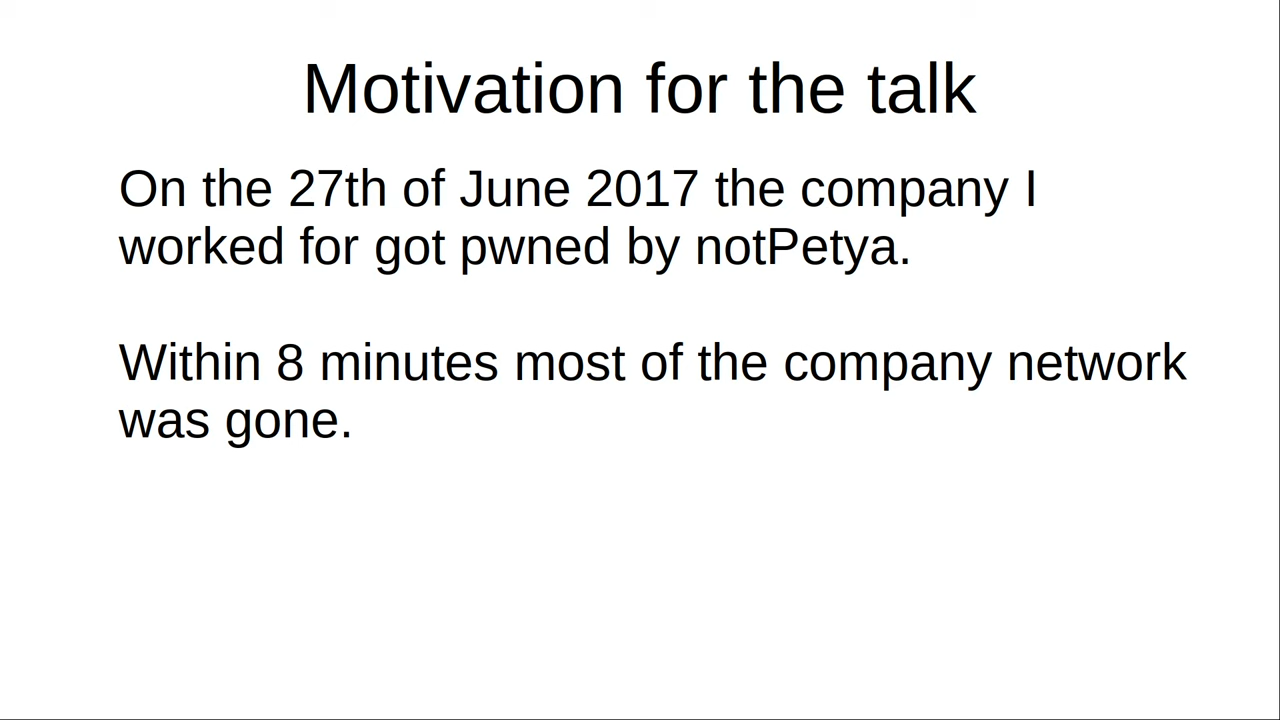 Motivation for the talk
On the 27th of June 2017 the company I
worked for got pwned by notPetya.
Within 8 minutes most of the company network
was gone.